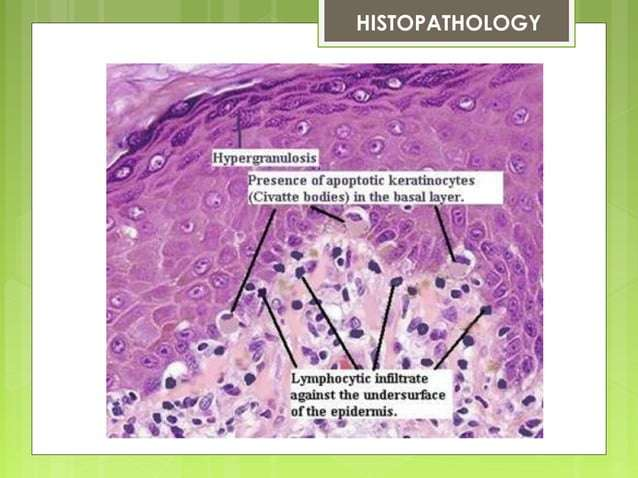 HISTOPATHOLOGY
Hypergranulosis
Presence of apoptotic keratinocytes
(Civatte bodies) in the basal layer.
Lymphocytic infiltrate
against the undersurface
of the epidermis.